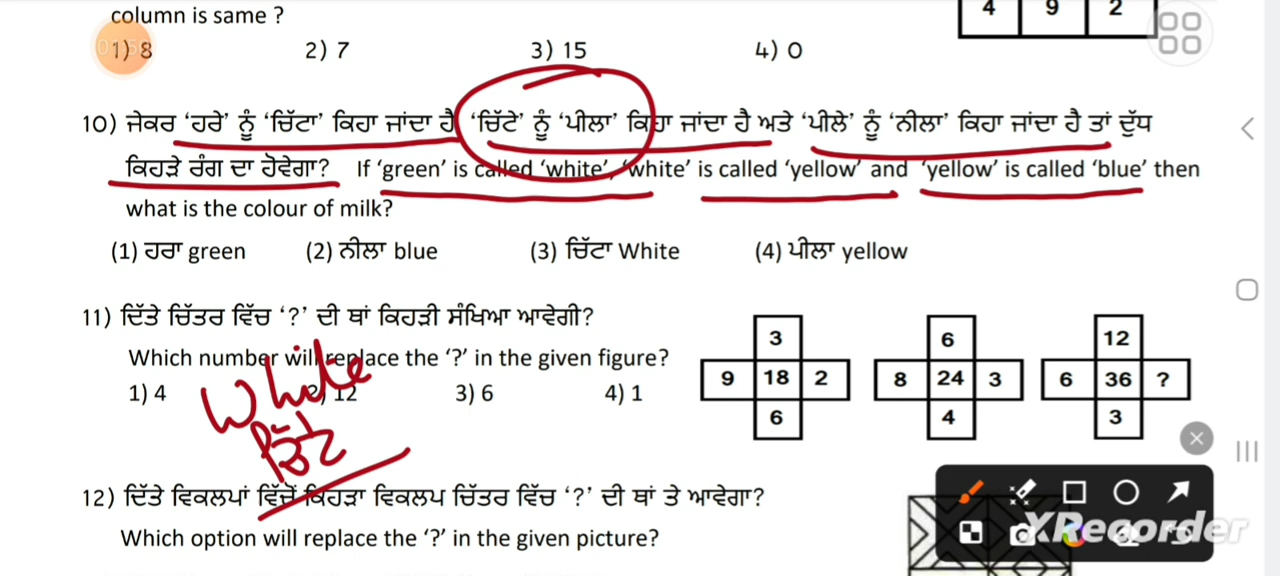 column is same ?
4 9 2
1) 8 2) 7 3) 15 4) 0
10) ਜੇਕਰ ‘ਹਰੇ’ ਨੂੰ ‘ਚਿੱਟਾ’ ਕਿਹਾ ਜਾਂਦਾ ਹੈ ‘ਚਿੱਟੇ’ ਨੂੰ ‘ਪੀਲਾ’ ਕਿਹਾ ਜਾਂਦਾ ਹੈ ਅਤੇ ‘ਪੀਲੇ’ ਨੂੰ ‘ਨੀਲਾ’ ਕਿਹਾ ਜਾਂਦਾ ਹੈ ਤਾਂ ਦੁੱਧ
ਕਿਹੜੇ ਰੰਗ ਦਾ ਹੋਵੇਗਾ? If ‘green’ is called ‘white’, ‘white’ is called ‘yellow’ and ‘yellow’ is called ‘blue’ then
what is the colour of milk?
(1) ਹਰਾ green (2) ਨੀਲਾ blue (3) ਚਿੱਟਾ White (4) ਪੀਲਾ yellow
11) ਦਿੱਤੇ ਚਿੱਤਰ ਵਿੱਚ ‘?’ ਦੀ ਥਾਂ ਕਿਹੜੀ ਸੰਖਿਆ ਆਵੇਗੀ?
Which number will replace the ‘?’ in the given figure?
1) 4 2) 12 3) 6 4) 1
3 6 12
9 18 2 8 24 3 6 36 ?
6 4 3
White
12) ਦਿੱਤੇ ਵਿਕਲਪਾਂ ਵਿੱਚੋਂ ਕਿਹੜਾ ਵਿਕਲਪ ਚਿੱਤਰ ਵਿੱਚ ‘?’ ਦੀ ਥਾਂ ਤੇ ਆਵੇਗਾ?
Which option will replace the ‘?’ in the given picture?
XRecorder